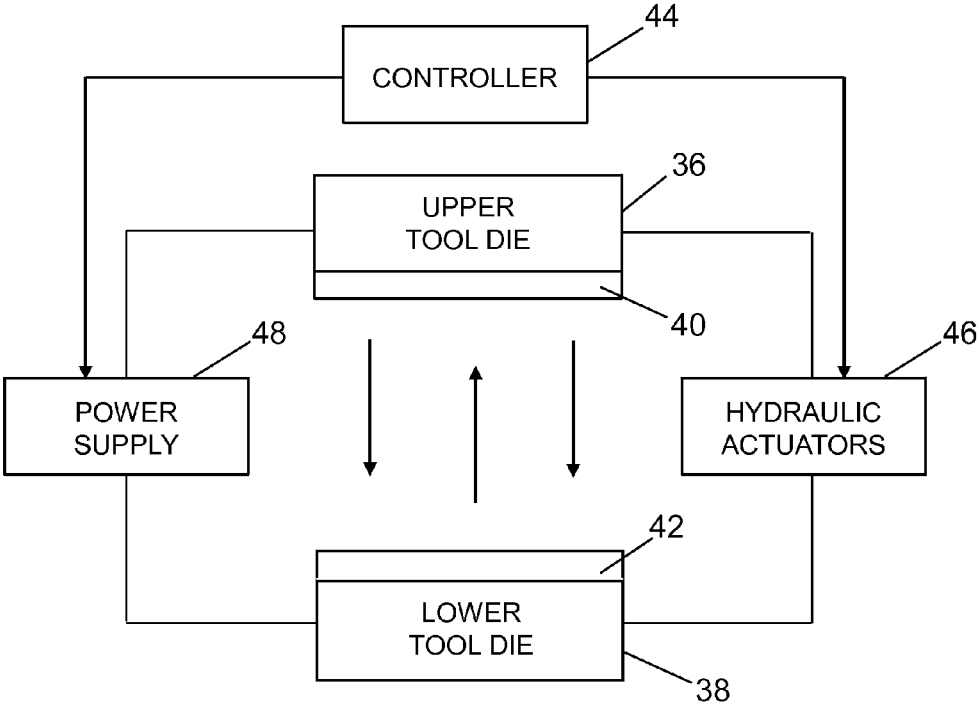 44
CONTROLLER
36
UPPER
TOOL DIE
40
48
46
POWER
SUPPLY
HYDRAULIC
ACTUATORS
42
LOWER
TOOL DIE
38